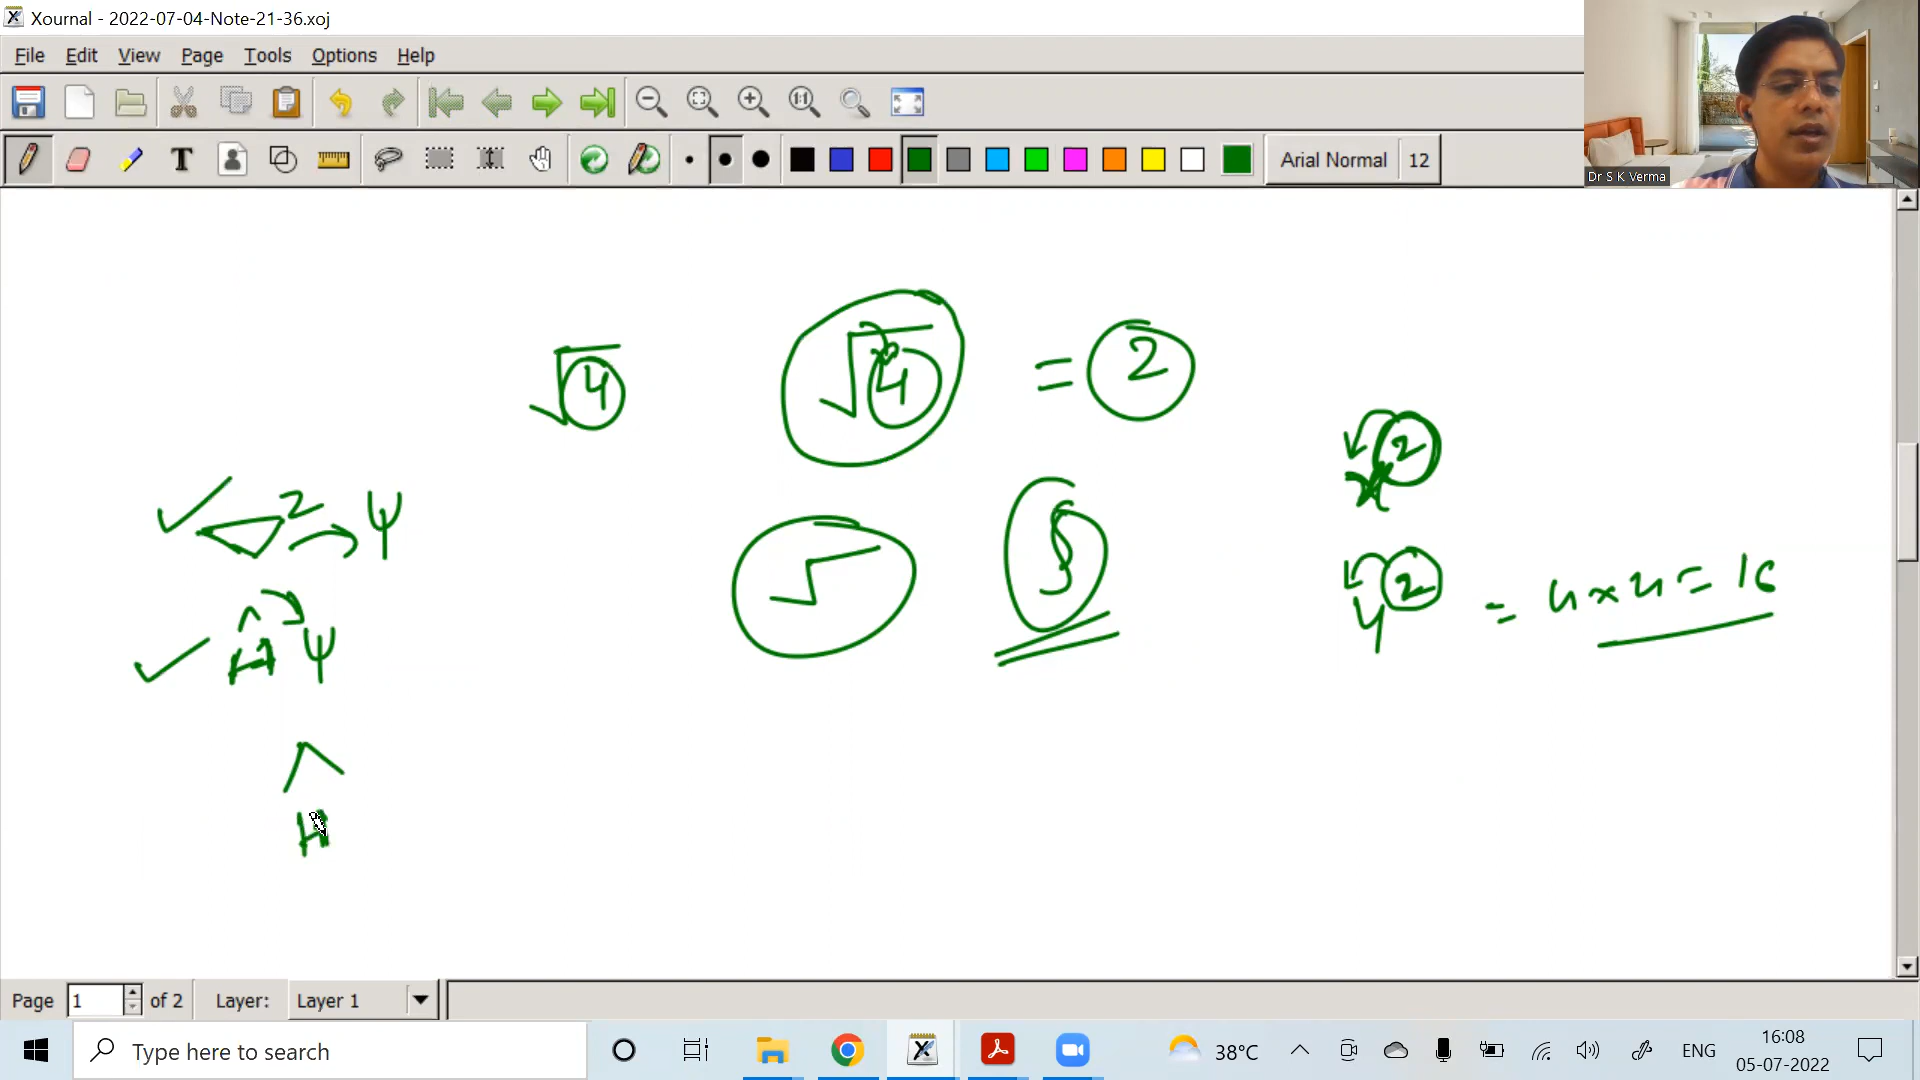 Xournal - 2022-07-04-Note-21-36.xoj
File Edit View Page Tools Options Help
Arial Normal 12
Dr S K Verma
√4 √4 = 2
x²
∇² ψ
4² = 4 x 4 = 16
√ ∫
Ĥ ψ
Ĥ
Page 1 of 2 Layer: Layer 1
Type here to search
38°C ENG 16:08
05-07-2022